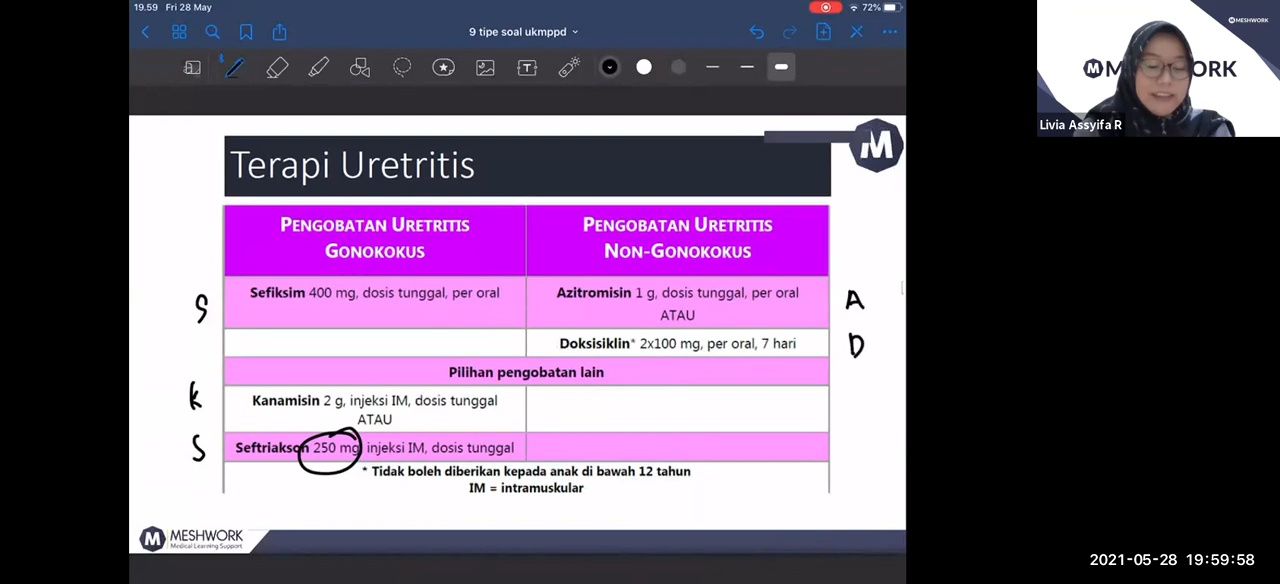 19.59 Fri 28 May
72%
9 tipe soal ukmppd
MESHWORK
M ORK
Livia Assyifa R
Terapi Uretritis
M
PENGOBATAN URETRITIS
GONOKOKUS
PENGOBATAN URETRITIS
NON-GONOKOKUS
S
Sefiksim 400 mg, dosis tunggal, per oral
Azitromisin 1 g, dosis tunggal, per oral
ATAU
A
Doksisiklin* 2x100 mg, per oral, 7 hari
D
Pilihan pengobatan lain
K
Kanamisin 2 g, injeksi IM, dosis tunggal
ATAU
S
Seftriakson 250 mg, injeksi IM, dosis tunggal
* Tidak boleh diberikan kepada anak di bawah 12 tahun
IM = intramuskular
M MESHWORK
Medical Learning Support
2021-05-28 19:59:58